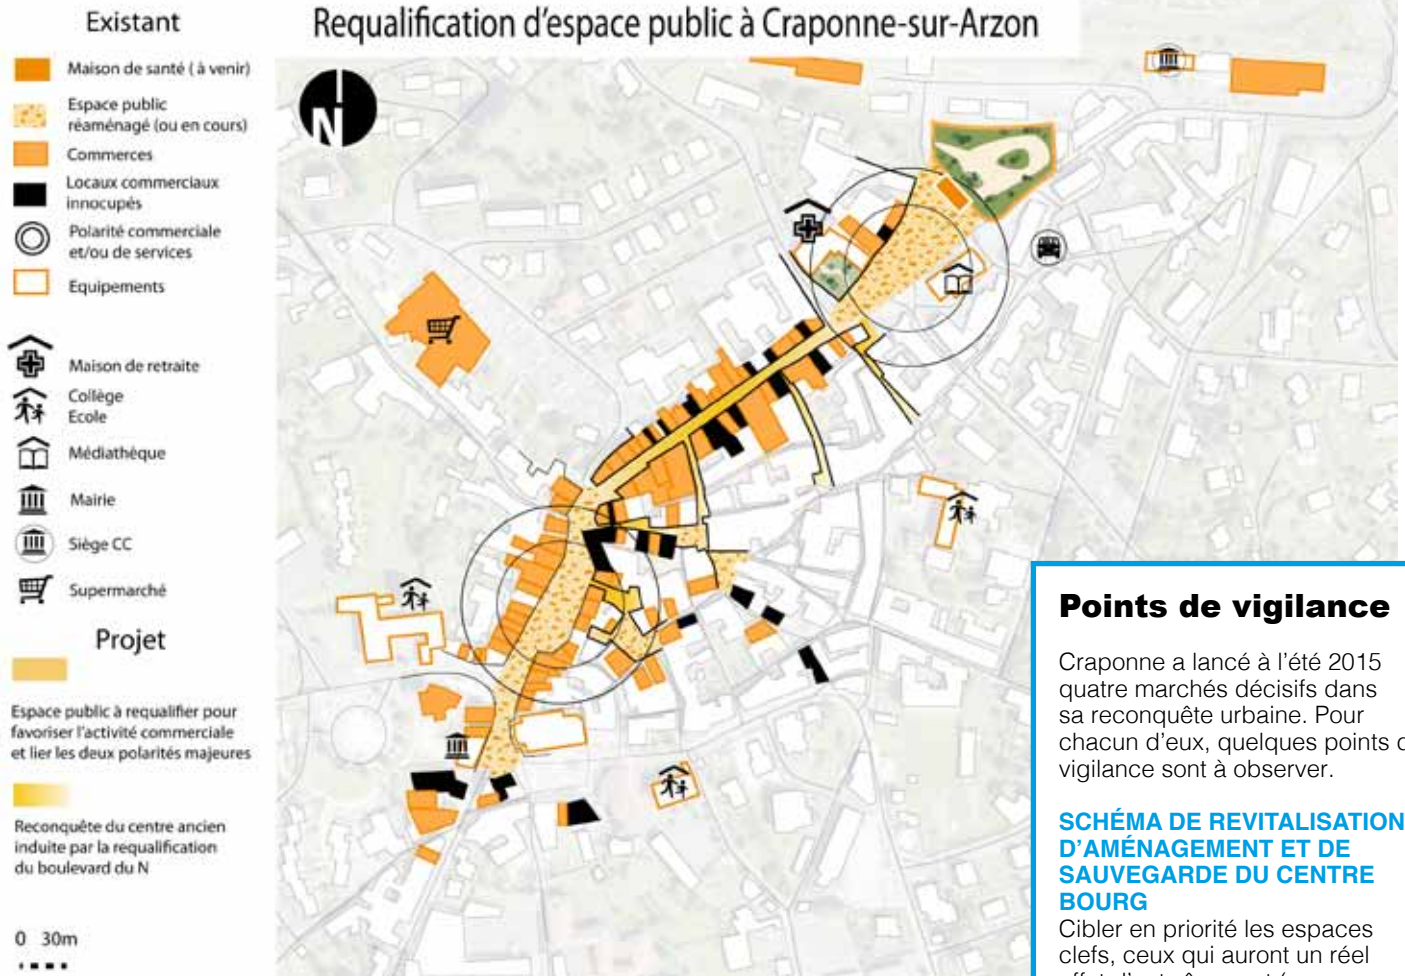 Requalification d'espace public à Craponne-sur-Arzon
Existant
Maison de santé ( à venir)
Espace public
réaménagé (ou en cours)
Commerces
Locaux commerciaux
innocupés
Polarité commerciale
et/ou de services
Equipements
Maison de retraite
Collège
Ecole
Médiathèque
Mairie
Siège CC
Supermarché
Projet
Espace public à requalifier pour
favoriser l'activité commerciale
et lier les deux polarités majeures
Reconquête du centre ancien
induite par la requalification
du boulevard du N
0 30m
N
Points de vigilance
Craponne a lancé à l'été 2015
quatre marchés décisifs dans
sa reconquête urbaine. Pour
chacun d'eux, quelques points
vigilance sont à observer.
SCHÉMA DE REVITALISATION
D'AMÉNAGEMENT ET DE
SAUVEGARDE DU CENTRE
BOURG
Cibler en priorité les espaces
clefs, ceux qui auront un réel